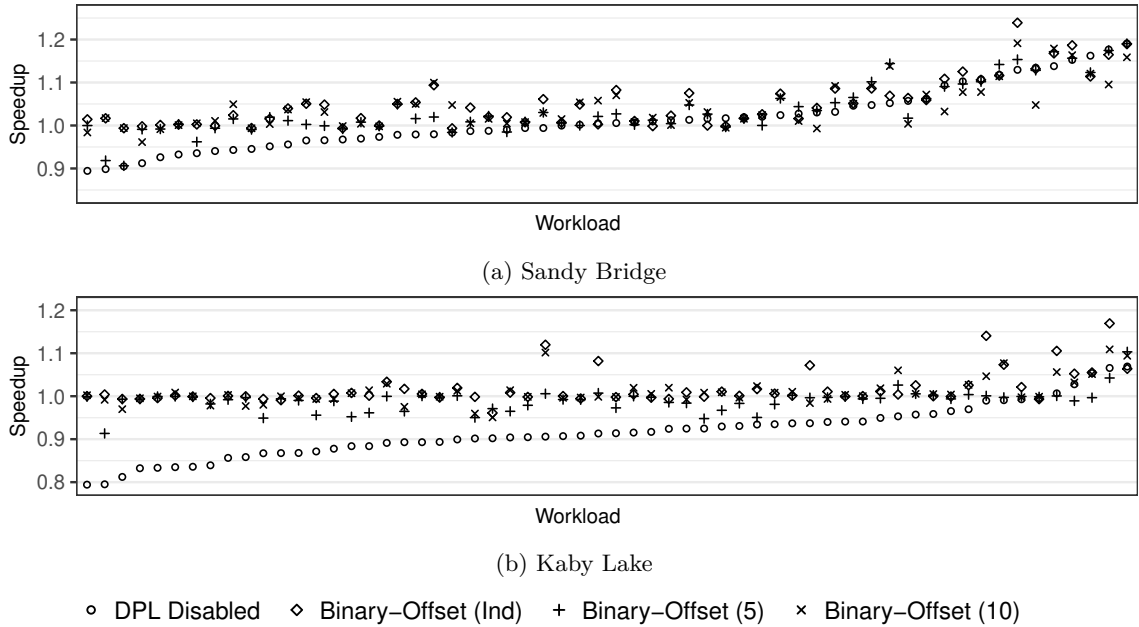 Speedup
1.2
1.1
1.0
0.9
Workload
(a) Sandy Bridge
Speedup
1.2
1.1
1.0
0.9
0.8
Workload
(b) Kaby Lake
DPL Disabled Binary−Offset (Ind) Binary−Offset (5) Binary−Offset (10)